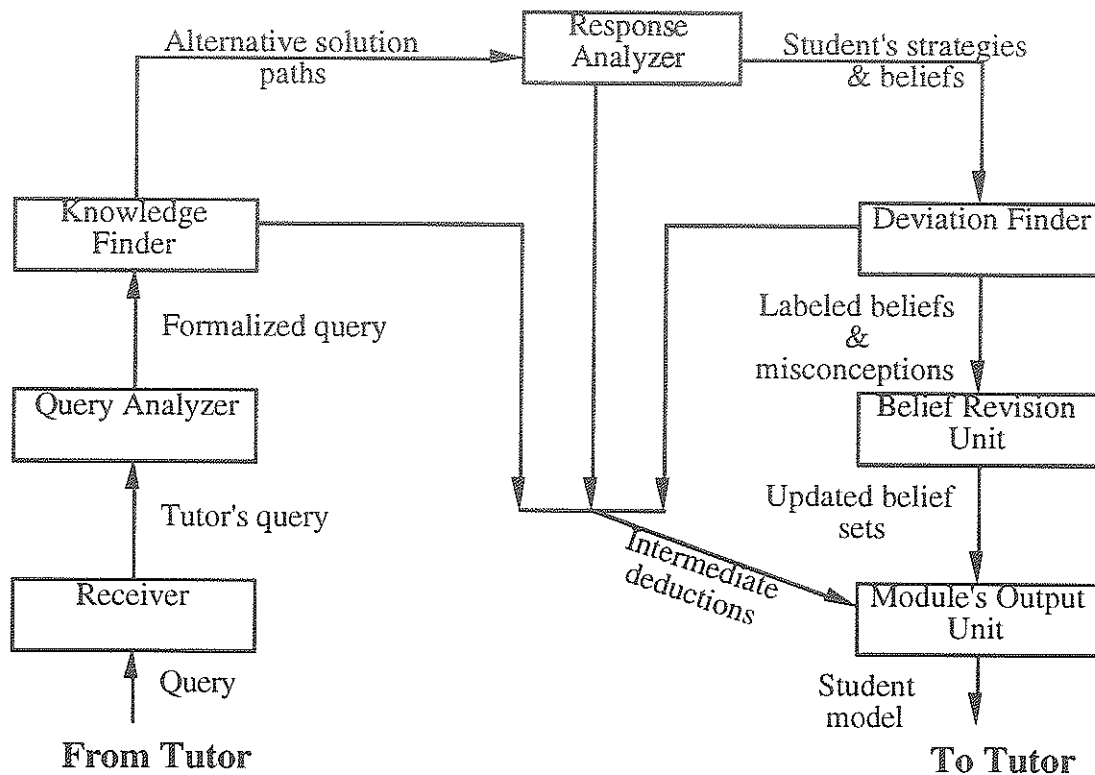 Alternative solution
paths
Response
Analyzer
Student's strategies
& beliefs
Knowledge
Finder
Deviation Finder
Formalized query
Labeled beliefs
&
misconceptions
Query Analyzer
Belief Revision
Unit
Tutor's query
Updated belief
sets
Intermediate
deductions
Receiver
Module's Output
Unit
Query
Student
model
From Tutor
To Tutor